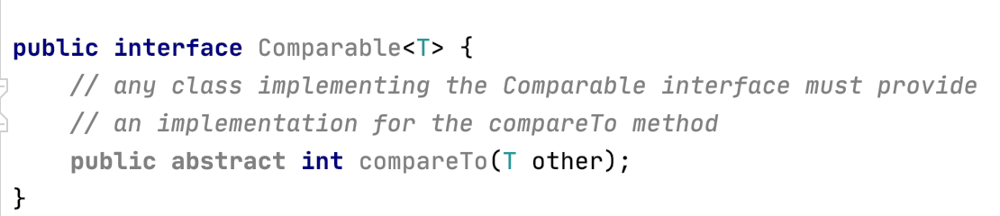 public interface Comparable<T> {
    // any class implementing the Comparable interface must provide
    // an implementation for the compareTo method
    public abstract int compareTo(T other);
}